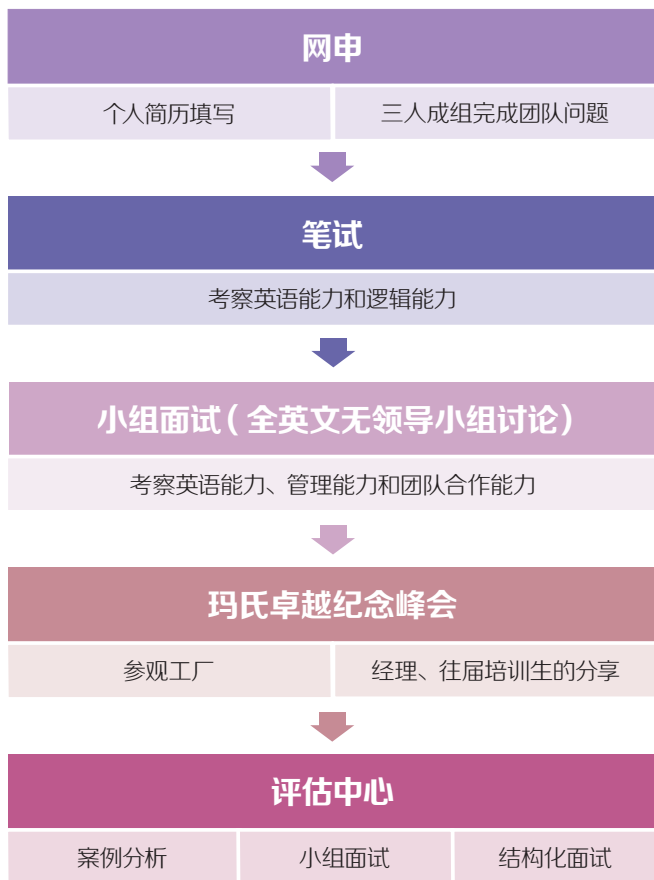 网申
个人简历填写 三人成组完成团队问题
笔试
考察英语能力和逻辑能力
小组面试(全英文无领导小组讨论)
考察英语能力、管理能力和团队合作能力
玛氏卓越纪念峰会
参观工厂 经理、往届培训生的分享
评估中心
案例分析 小组面试 结构化面试